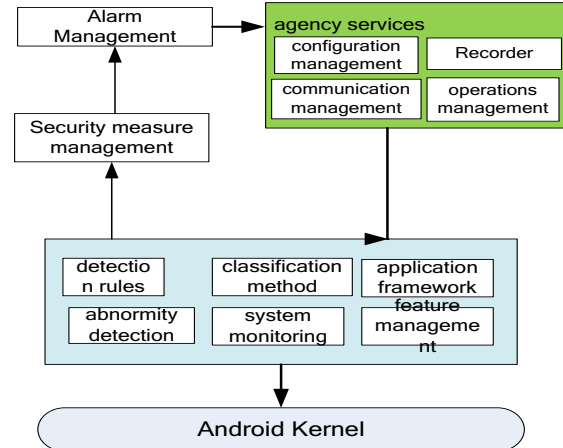 Alarm
Management
agency services
configuration
management
Recorder
communication
management
operations
management
Security measure
management
detectio
n rules
classification
method
application
framework
abnormity
detection
system
monitoring
feature
manageme
nt
Android Kernel